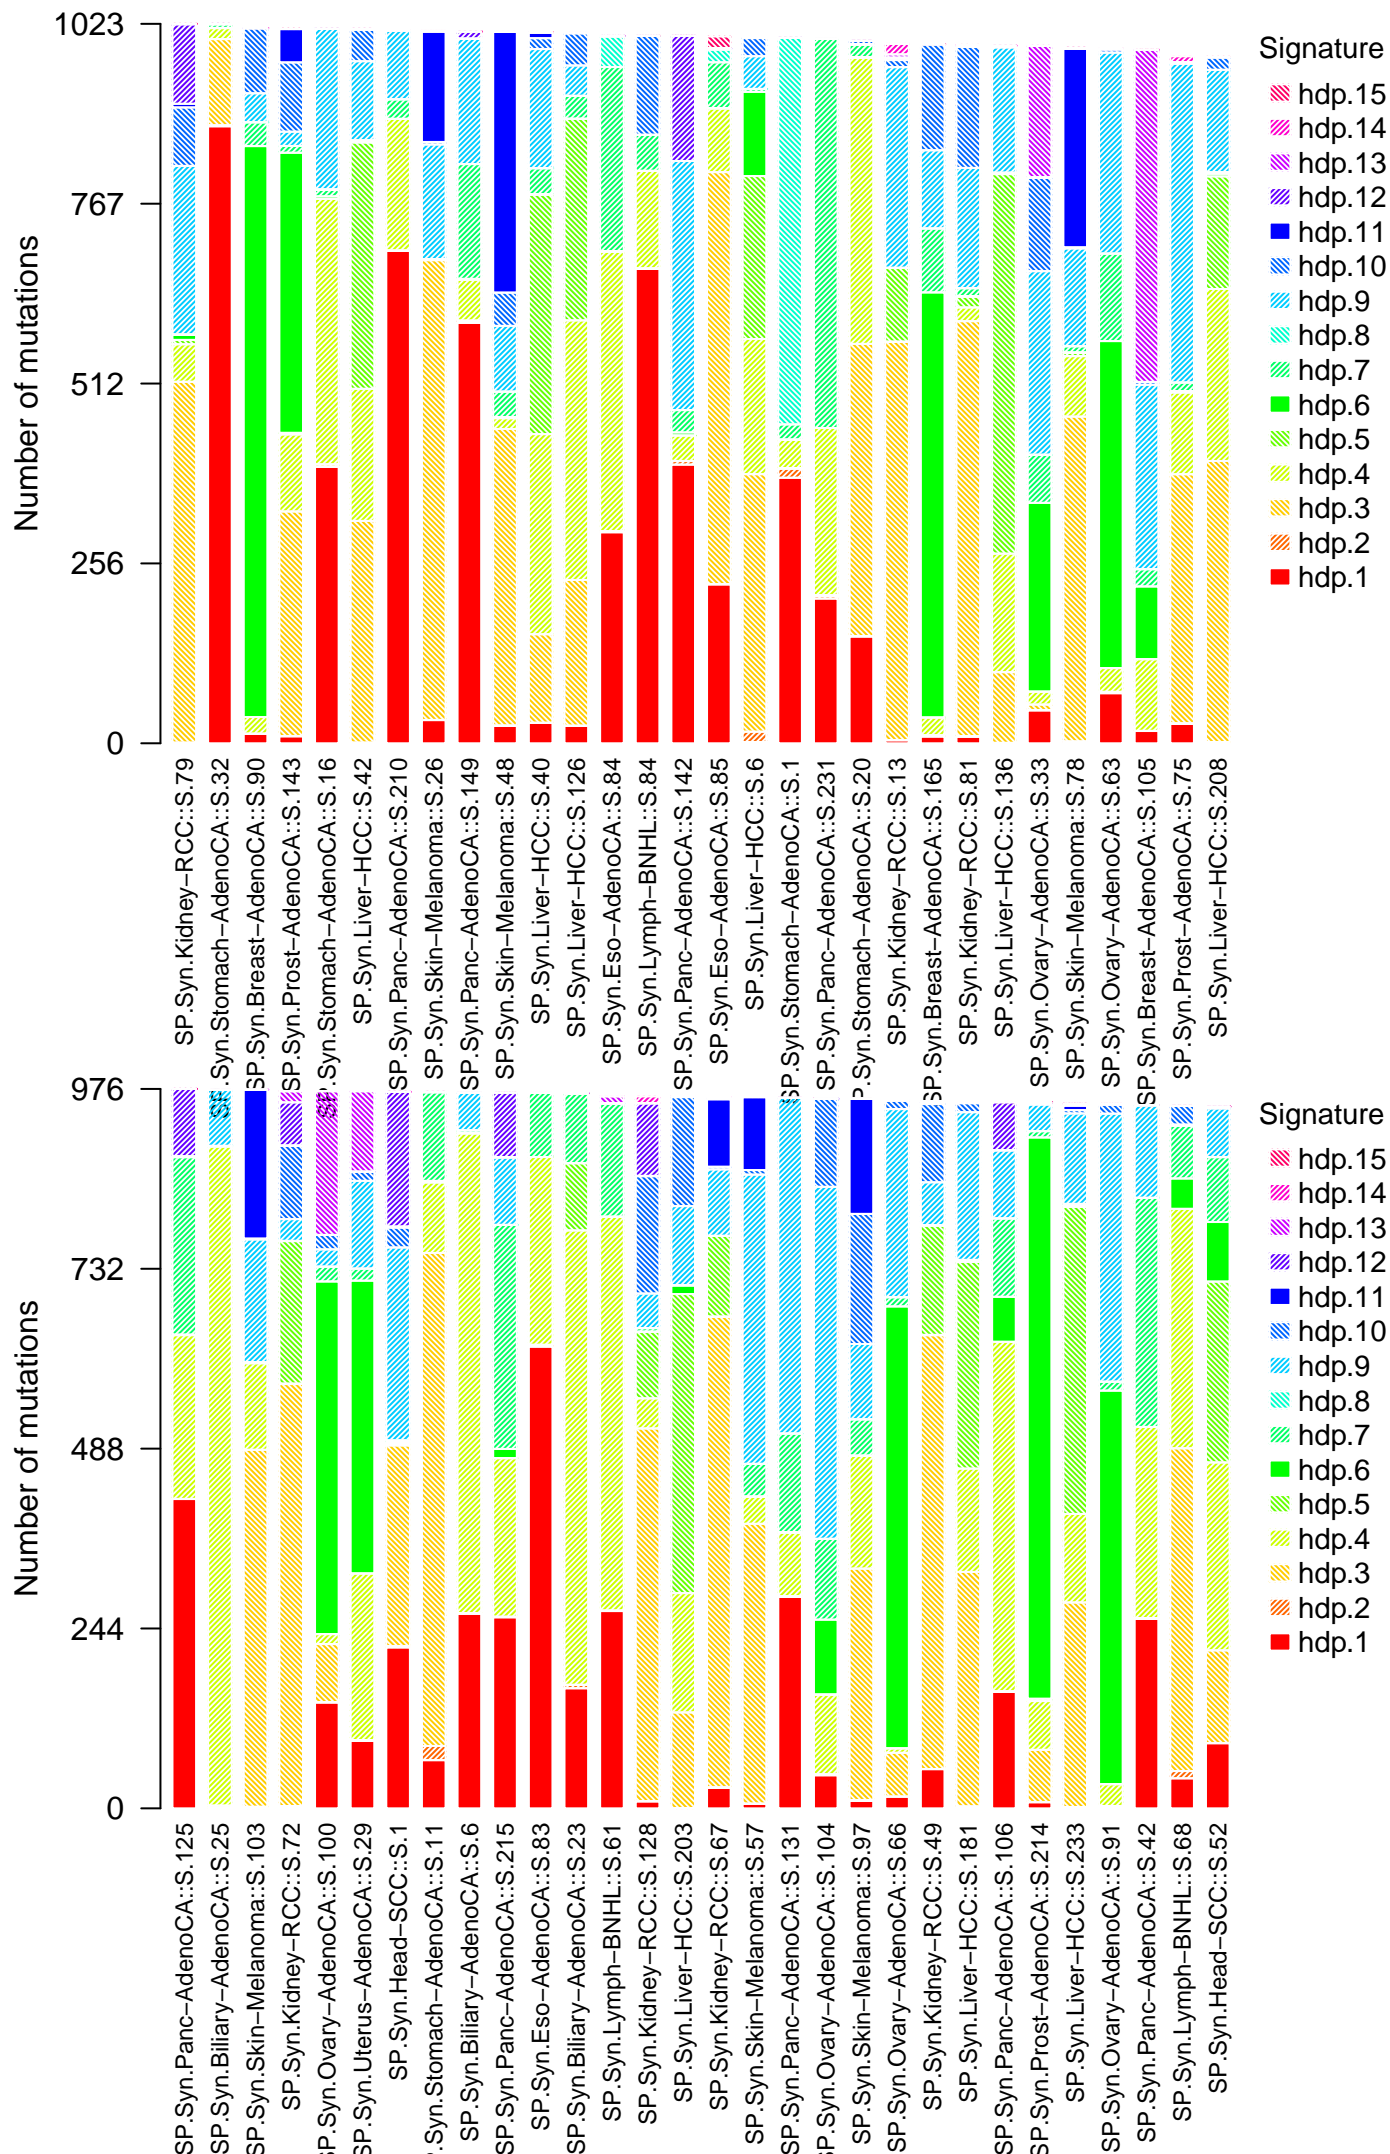 Number of mutations
1023
767
512
256
0
Signature
hdp.15
hdp.14
hdp.13
hdp.12
hdp.11
hdp.10
hdp.9
hdp.8
hdp.7
hdp.6
hdp.5
hdp.4
hdp.3
hdp.2
hdp.1
SP.Syn.Kidney−RCC::S.79
SP.Syn.Stomach−AdenoCA::S.32
SP.Syn.Breast−AdenoCA::S.90
SP.Syn.Prost−AdenoCA::S.143
SP.Syn.Stomach−AdenoCA::S.16
SP.Syn.Liver−HCC::S.42
SP.Syn.Panc−AdenoCA::S.210
SP.Syn.Skin−Melanoma::S.26
SP.Syn.Panc−AdenoCA::S.149
SP.Syn.Skin−Melanoma::S.48
SP.Syn.Liver−HCC::S.40
SP.Syn.Liver−HCC::S.126
SP.Syn.Eso−AdenoCA::S.84
SP.Syn.Lymph−BNHL::S.84
SP.Syn.Panc−AdenoCA::S.142
SP.Syn.Eso−AdenoCA::S.85
SP.Syn.Liver−HCC::S.6
SP.Syn.Stomach−AdenoCA::S.1
SP.Syn.Panc−AdenoCA::S.231
P.Syn.Stomach−AdenoCA::S.20
SP.Syn.Kidney−RCC::S.13
SP.Syn.Breast−AdenoCA::S.165
SP.Syn.Kidney−RCC::S.81
SP.Syn.Liver−HCC::S.136
SP.Syn.Ovary−AdenoCA::S.33
SP.Syn.Skin−Melanoma::S.78
SP.Syn.Ovary−AdenoCA::S.63
SP.Syn.Breast−AdenoCA::S.105
SP.Syn.Prost−AdenoCA::S.75
SP.Syn.Liver−HCC::S.208
Number of mutations
976
732
488
244
0
Signature
hdp.15
hdp.14
hdp.13
hdp.12
hdp.11
hdp.10
hdp.9
hdp.8
hdp.7
hdp.6
hdp.5
hdp.4
hdp.3
hdp.2
hdp.1
SP.Syn.Panc−AdenoCA::S.125
SP.Syn.Biliary−AdenoCA::S.25
SP.Syn.Skin−Melanoma::S.103
SP.Syn.Kidney−RCC::S.72
SP.Syn.Ovary−AdenoCA::S.100
SP.Syn.Uterus−AdenoCA::S.29
SP.Syn.Head−SCC::S.1
P.Syn.Stomach−AdenoCA::S.11
SP.Syn.Biliary−AdenoCA::S.6
SP.Syn.Panc−AdenoCA::S.215
SP.Syn.Eso−AdenoCA::S.83
SP.Syn.Biliary−AdenoCA::S.23
SP.Syn.Lymph−BNHL::S.61
SP.Syn.Kidney−RCC::S.128
SP.Syn.Liver−HCC::S.203
SP.Syn.Kidney−RCC::S.67
SP.Syn.Skin−Melanoma::S.57
SP.Syn.Panc−AdenoCA::S.131
SP.Syn.Ovary−AdenoCA::S.104
SP.Syn.Skin−Melanoma::S.97
SP.Syn.Ovary−AdenoCA::S.66
SP.Syn.Kidney−RCC::S.49
SP.Syn.Liver−HCC::S.181
SP.Syn.Panc−AdenoCA::S.106
SP.Syn.Prost−AdenoCA::S.214
SP.Syn.Liver−HCC::S.233
SP.Syn.Ovary−AdenoCA::S.91
SP.Syn.Panc−AdenoCA::S.42
SP.Syn.Lymph−BNHL::S.68
SP.Syn.Head−SCC::S.52